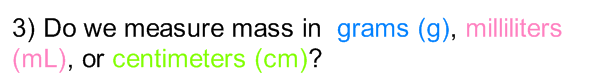 3) Do we measure mass in grams (g), milliliters
(mL), or centimeters (cm)?